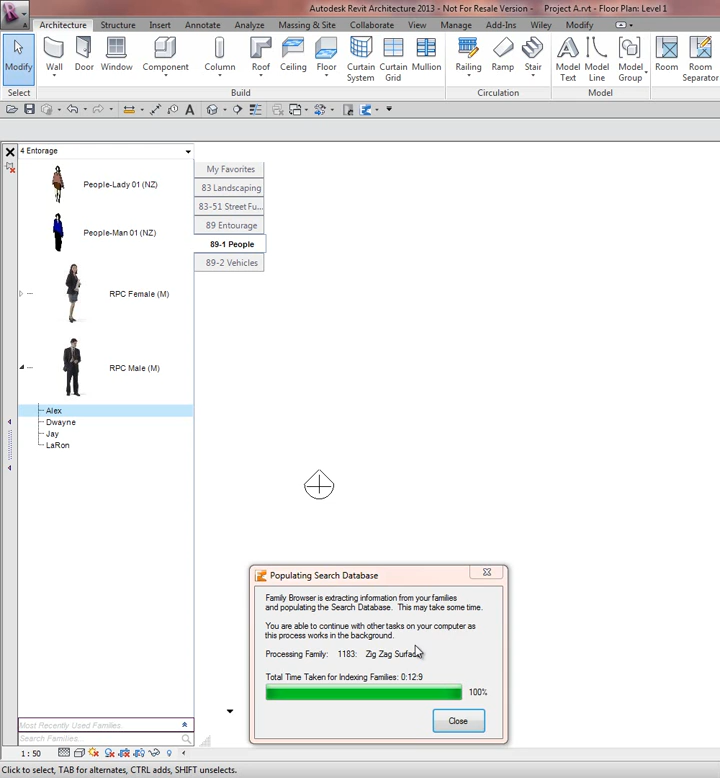 Autodesk Revit Architecture 2013 - Not For Resale Version - Project A.rvt - Floor Plan: Level 1
Architecture Structure Insert Annotate Analyze Massing & Site Collaborate View Manage Add-Ins Wiley Modify
Modify Wall Door Window Component Column Roof Ceiling Floor Curtain System Curtain Grid Mullion Railing Ramp Stair Model Text Model Line Model Group Room Room Separator
Select Build Circulation Model
4 Entorage
My Favorites
People-Lady 01 (NZ)
83 Landscaping
83-51 Street Fu...
89 Entourage
People-Man 01 (NZ)
89-1 People
89-2 Vehicles
RPC Female (M)
RPC Male (M)
Alex
Dwayne
Jay
LaRon
Populating Search Database
Family Browser is extracting information from your families
and populating the Search Database. This may take some time.
You are able to continue with other tasks on your computer as
this process works in the background.
Processing Family: 1183: Zig Zag Surface
Total Time Taken for Indexing Families: 0:12:9
100%
Close
Most Recently Used Families
Search Families
1 : 50
Click to select, TAB for alternates, CTRL adds, SHIFT unselects.